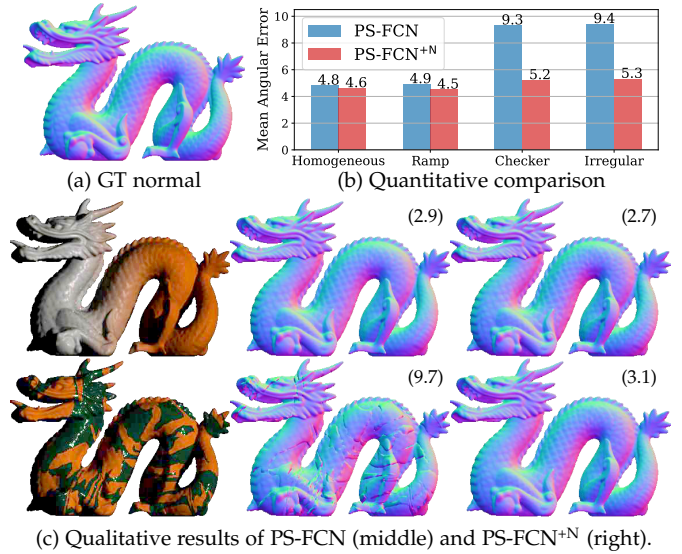 (a) GT normal
Mean Angular Error
10
8
6
4
2
0
PS-FCN
PS-FCN+N
4.8
4.6
4.9
4.5
9.3
5.2
9.4
5.3
Homogeneous
Ramp
Checker
Irregular
(b) Quantitative comparison
(2.9)
(2.7)
(9.7)
(3.1)
(c) Qualitative results of PS-FCN (middle) and PS-FCN+N (right).